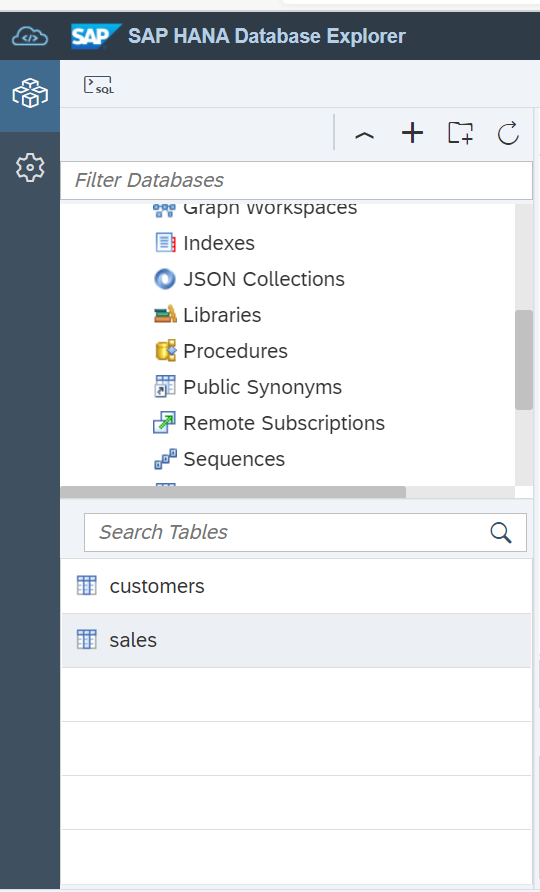 SAP SAP HANA Database Explorer
SQL
Filter Databases
Graph Workspaces
Indexes
JSON Collections
Libraries
Procedures
Public Synonyms
Remote Subscriptions
Sequences
Search Tables
customers
sales